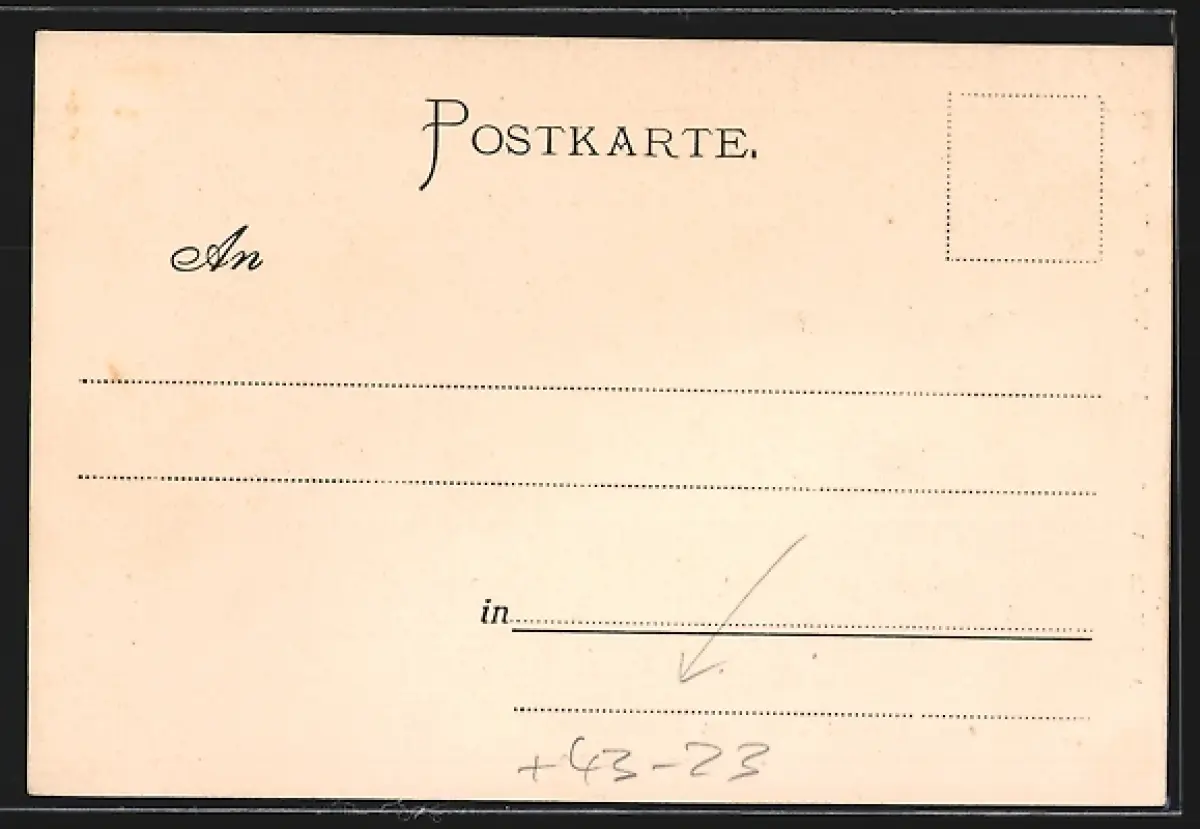 POSTKARTE.
An
in
+43-23